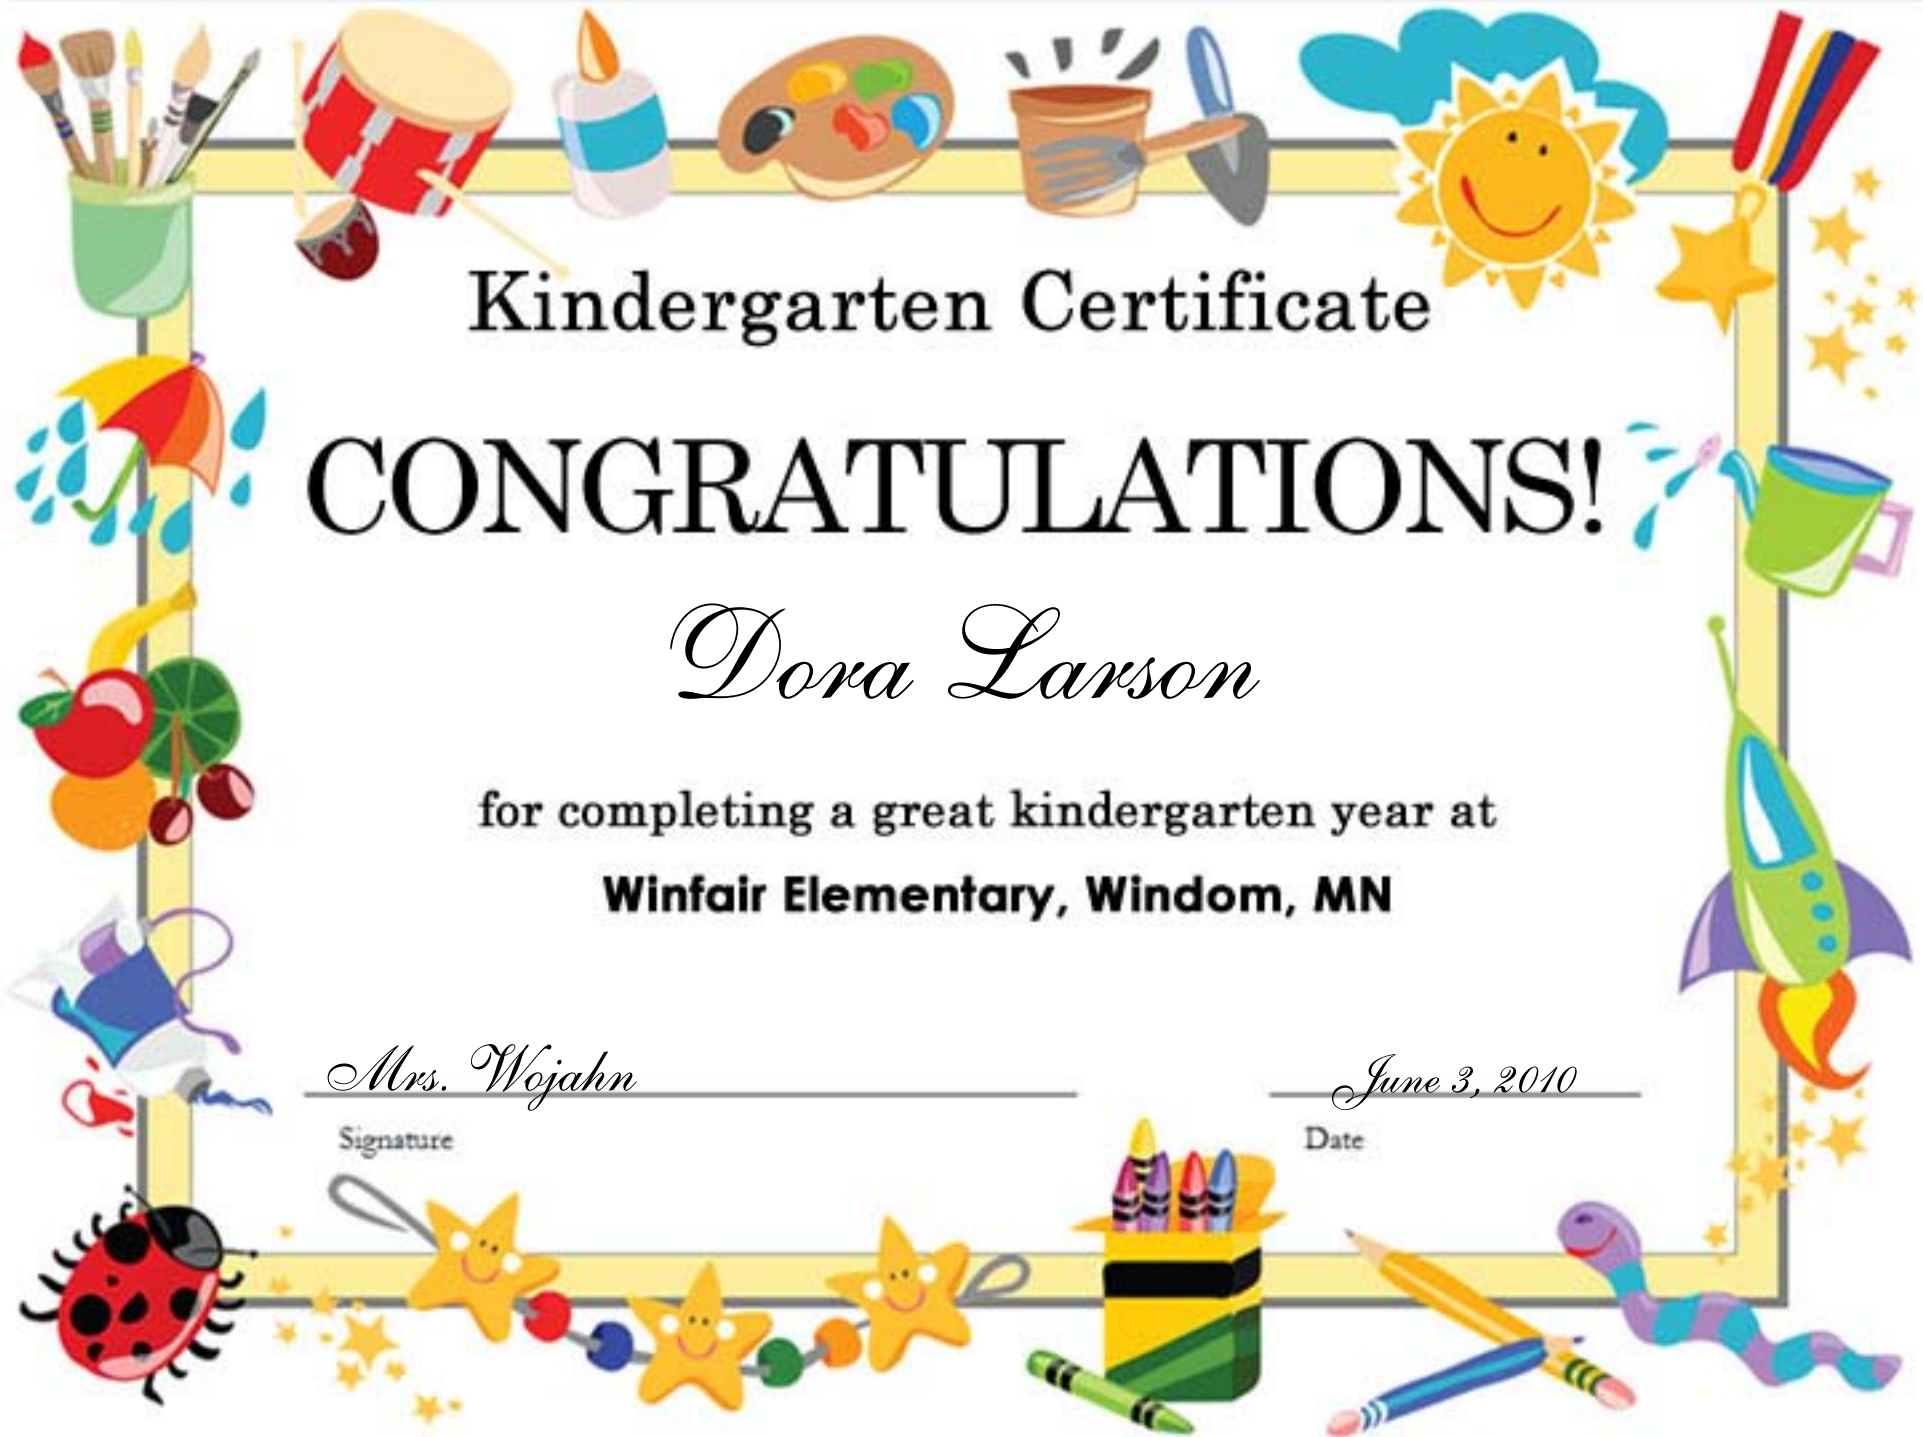 Kindergarten Certificate
CONGRATULATIONS!
Dora Larson
for completing a great kindergarten year at
Winfair Elementary, Windom, MN
Mrs. Wojahn June 3, 2010
Signature Date